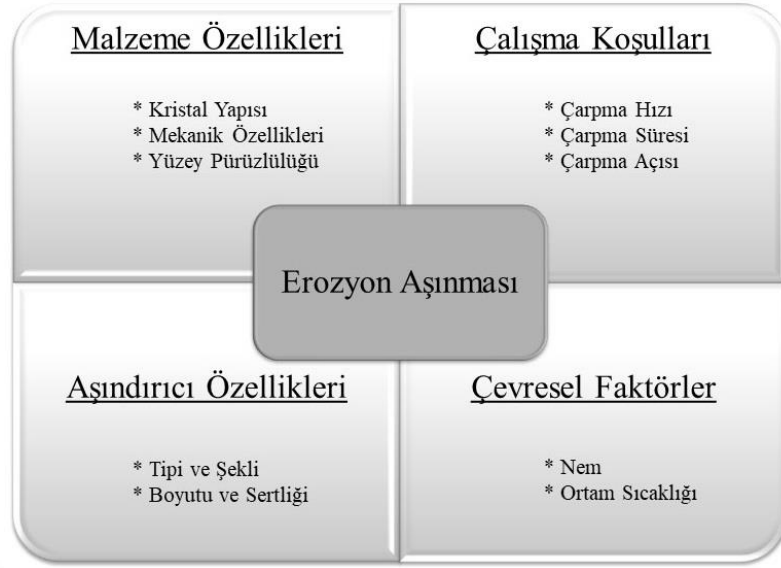 Malzeme Özellikleri
* Kristal Yapısı
* Mekanik Özellikleri
* Yüzey Pürüzlülüğü
Çalışma Koşulları
* Çarpma Hızı
* Çarpma Süresi
* Çarpma Açısı
Erozyon Aşınması
Aşındırıcı Özellikleri
* Tipi ve Şekli
* Boyutu ve Sertliği
Çevresel Faktörler
* Nem
* Ortam Sıcaklığı